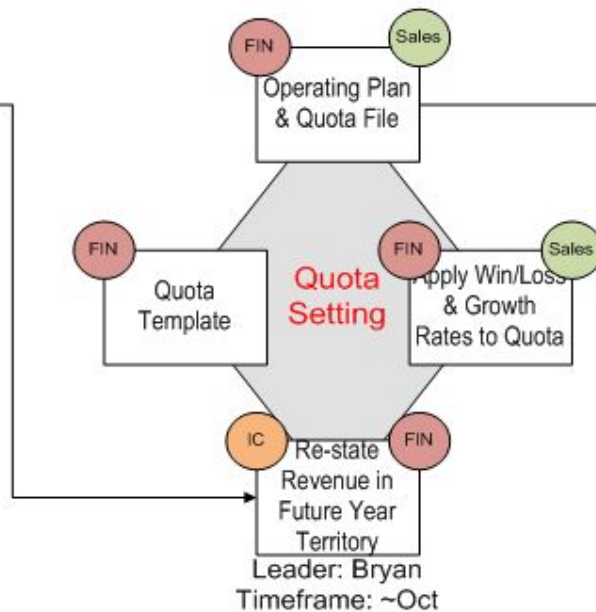 FIN
Sales
Operating Plan
& Quota File
FIN
Quota
Template
Quota
Setting
FIN
Sales
Apply Win/Loss
& Growth
Rates to Quota
IC
FIN
Re-state
Revenue in
Future Year
Territory
Leader: Bryan
Timeframe: ~Oct